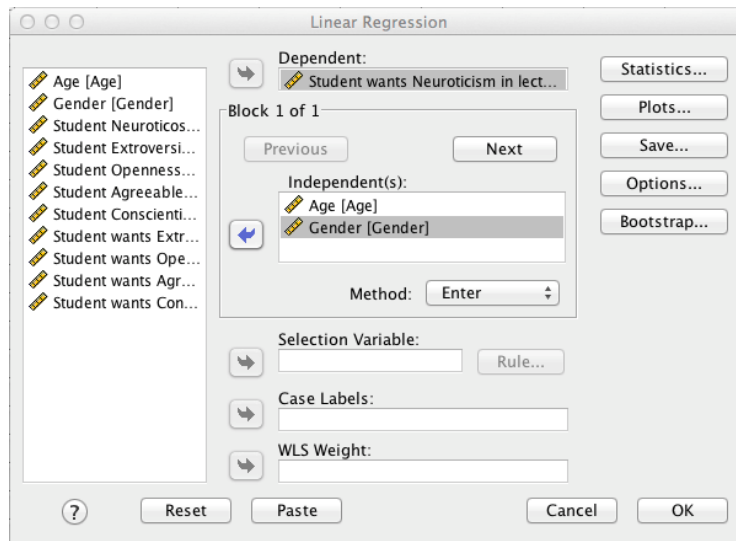 Linear Regression
Age [Age]
Gender [Gender]
Student Neuroticos...
Student Extroversi...
Student Openness...
Student Agreeable...
Student Conscienti...
Student wants Extr...
Student wants Ope...
Student wants Agr...
Student wants Con...
Dependent:
Student wants Neuroticism in lect...
Block 1 of 1
Previous
Next
Independent(s):
Age [Age]
Gender [Gender]
Method: Enter
Selection Variable:
Rule...
Case Labels:
WLS Weight:
Statistics...
Plots...
Save...
Options...
Bootstrap...
?
Reset
Paste
Cancel
OK